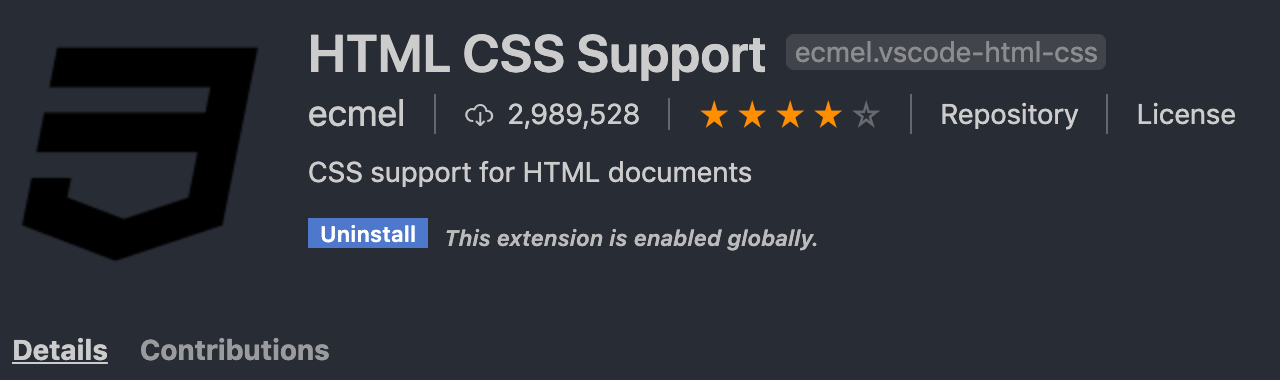 HTML CSS Support ecmel.vscode-html-css
ecmel 2,989,528 Repository License
CSS support for HTML documents
Uninstall This extension is enabled globally.
Details Contributions